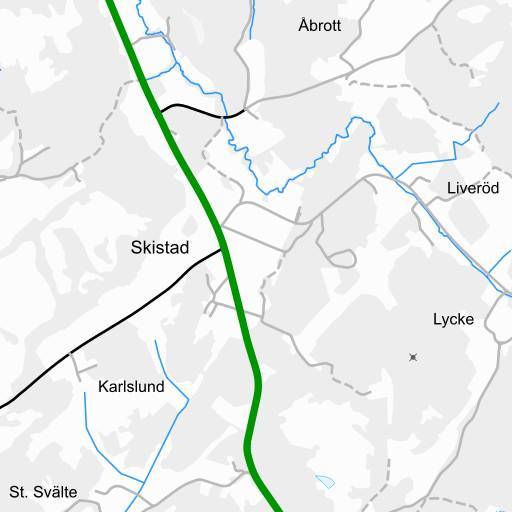 Åbrott
Liveröd
Skistad
Lycke
Karlslund
St. Svälte